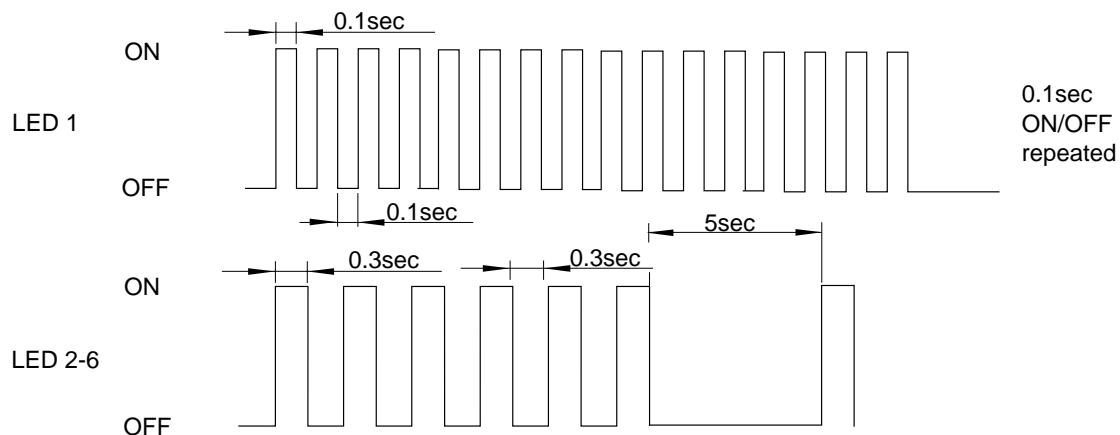 0.1sec
ON
LED 1
OFF
0.1sec
0.1sec
ON/OFF
repeated
5sec
0.3sec
0.3sec
ON
LED 2-6
OFF